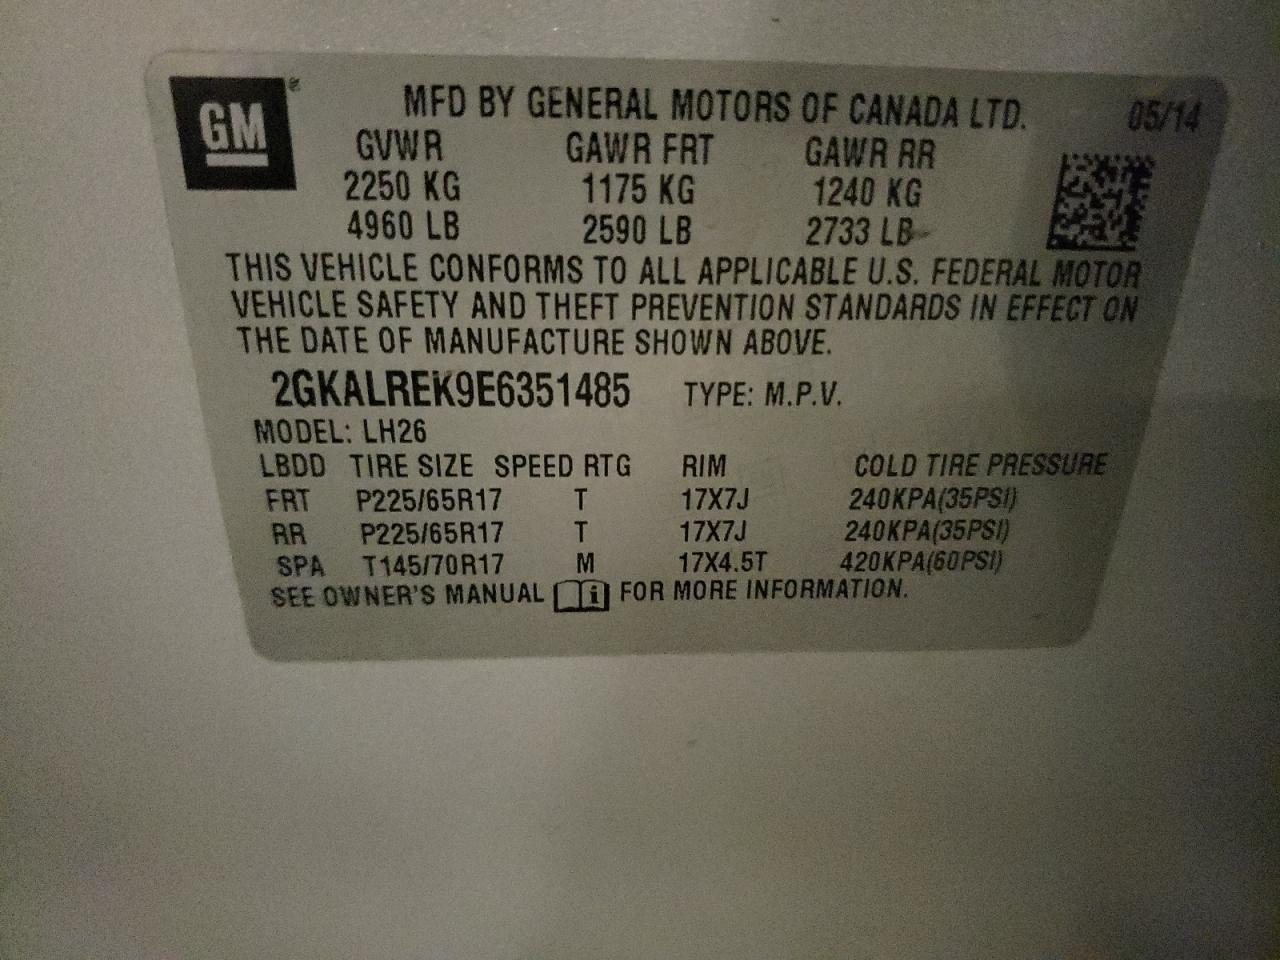 GM ® MFD BY GENERAL MOTORS OF CANADA LTD. 05/14
GVWR GAWR FRT GAWR RR
2250 KG 1175 KG 1240 KG
4960 LB 2590 LB 2733 LB
THIS VEHICLE CONFORMS TO ALL APPLICABLE U.S. FEDERAL MOTOR
VEHICLE SAFETY AND THEFT PREVENTION STANDARDS IN EFFECT ON
THE DATE OF MANUFACTURE SHOWN ABOVE.
2GKALREK9E6351485 TYPE: M.P.V.
MODEL: LH26
LBDD TIRE SIZE SPEED RTG RIM COLD TIRE PRESSURE
FRT P225/65R17 T 17X7J 240KPA(35PSI)
RR P225/65R17 T 17X7J 240KPA(35PSI)
SPA T145/70R17 M 17X4.5T 420KPA(60PSI)
SEE OWNER'S MANUAL i FOR MORE INFORMATION.